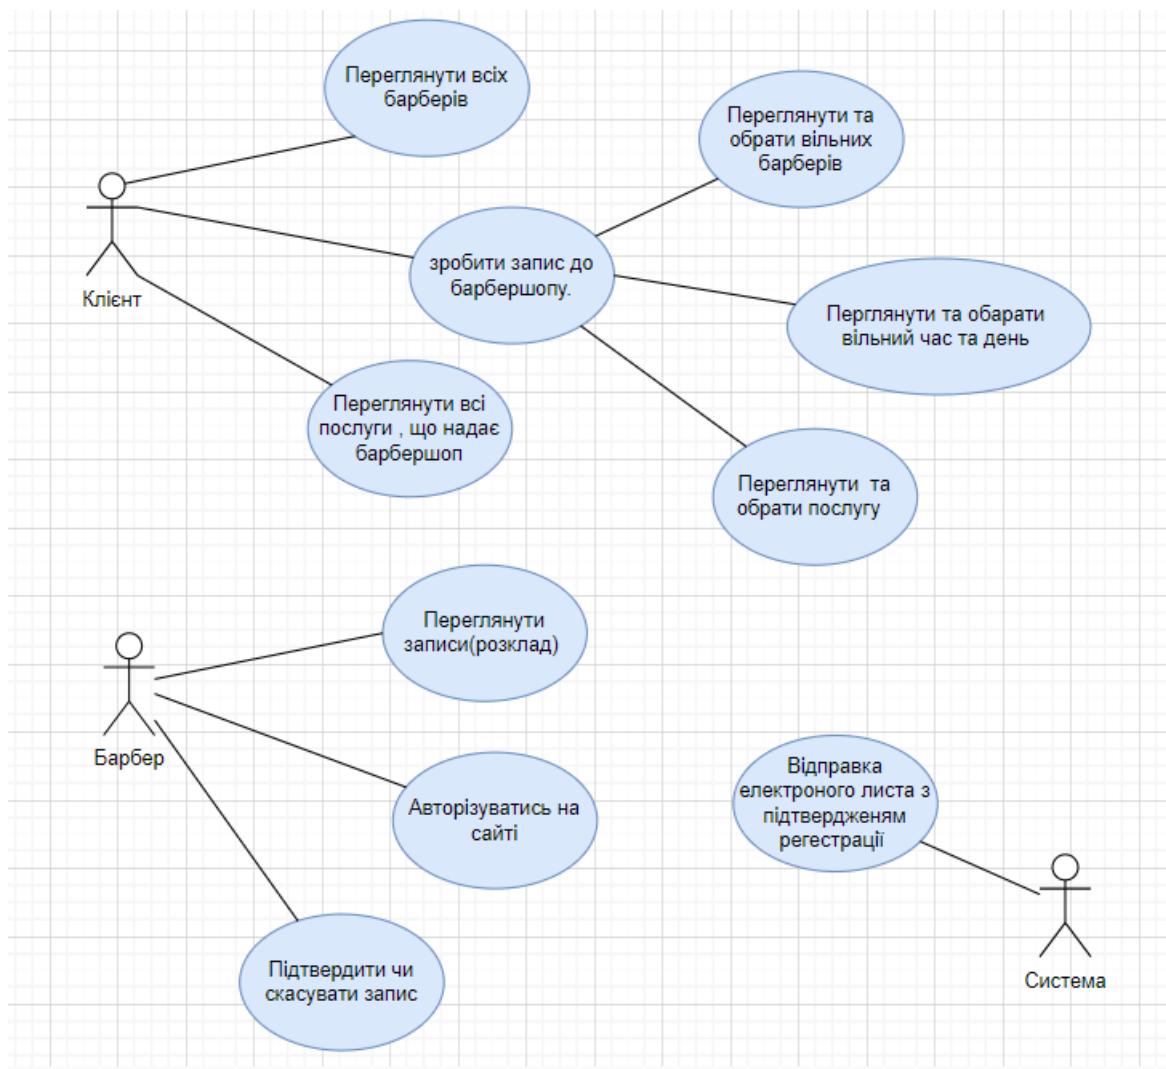 Переглянути всіх
барберів
Переглянути та
обрати вільних
барберів
зробити запис до
барбершопу.
Клієнт
Перглянути та обарати
вільний час та день
Переглянути всі
послуги , що надає
барбершоп
Переглянути та
обрати послугу
Переглянути
записи(розклад)
Барбер
Авторізуватись на
сайті
Відправка
електроного листа з
підтвердженям
регестрації
Підтвердити чи
скасувати запис
Система